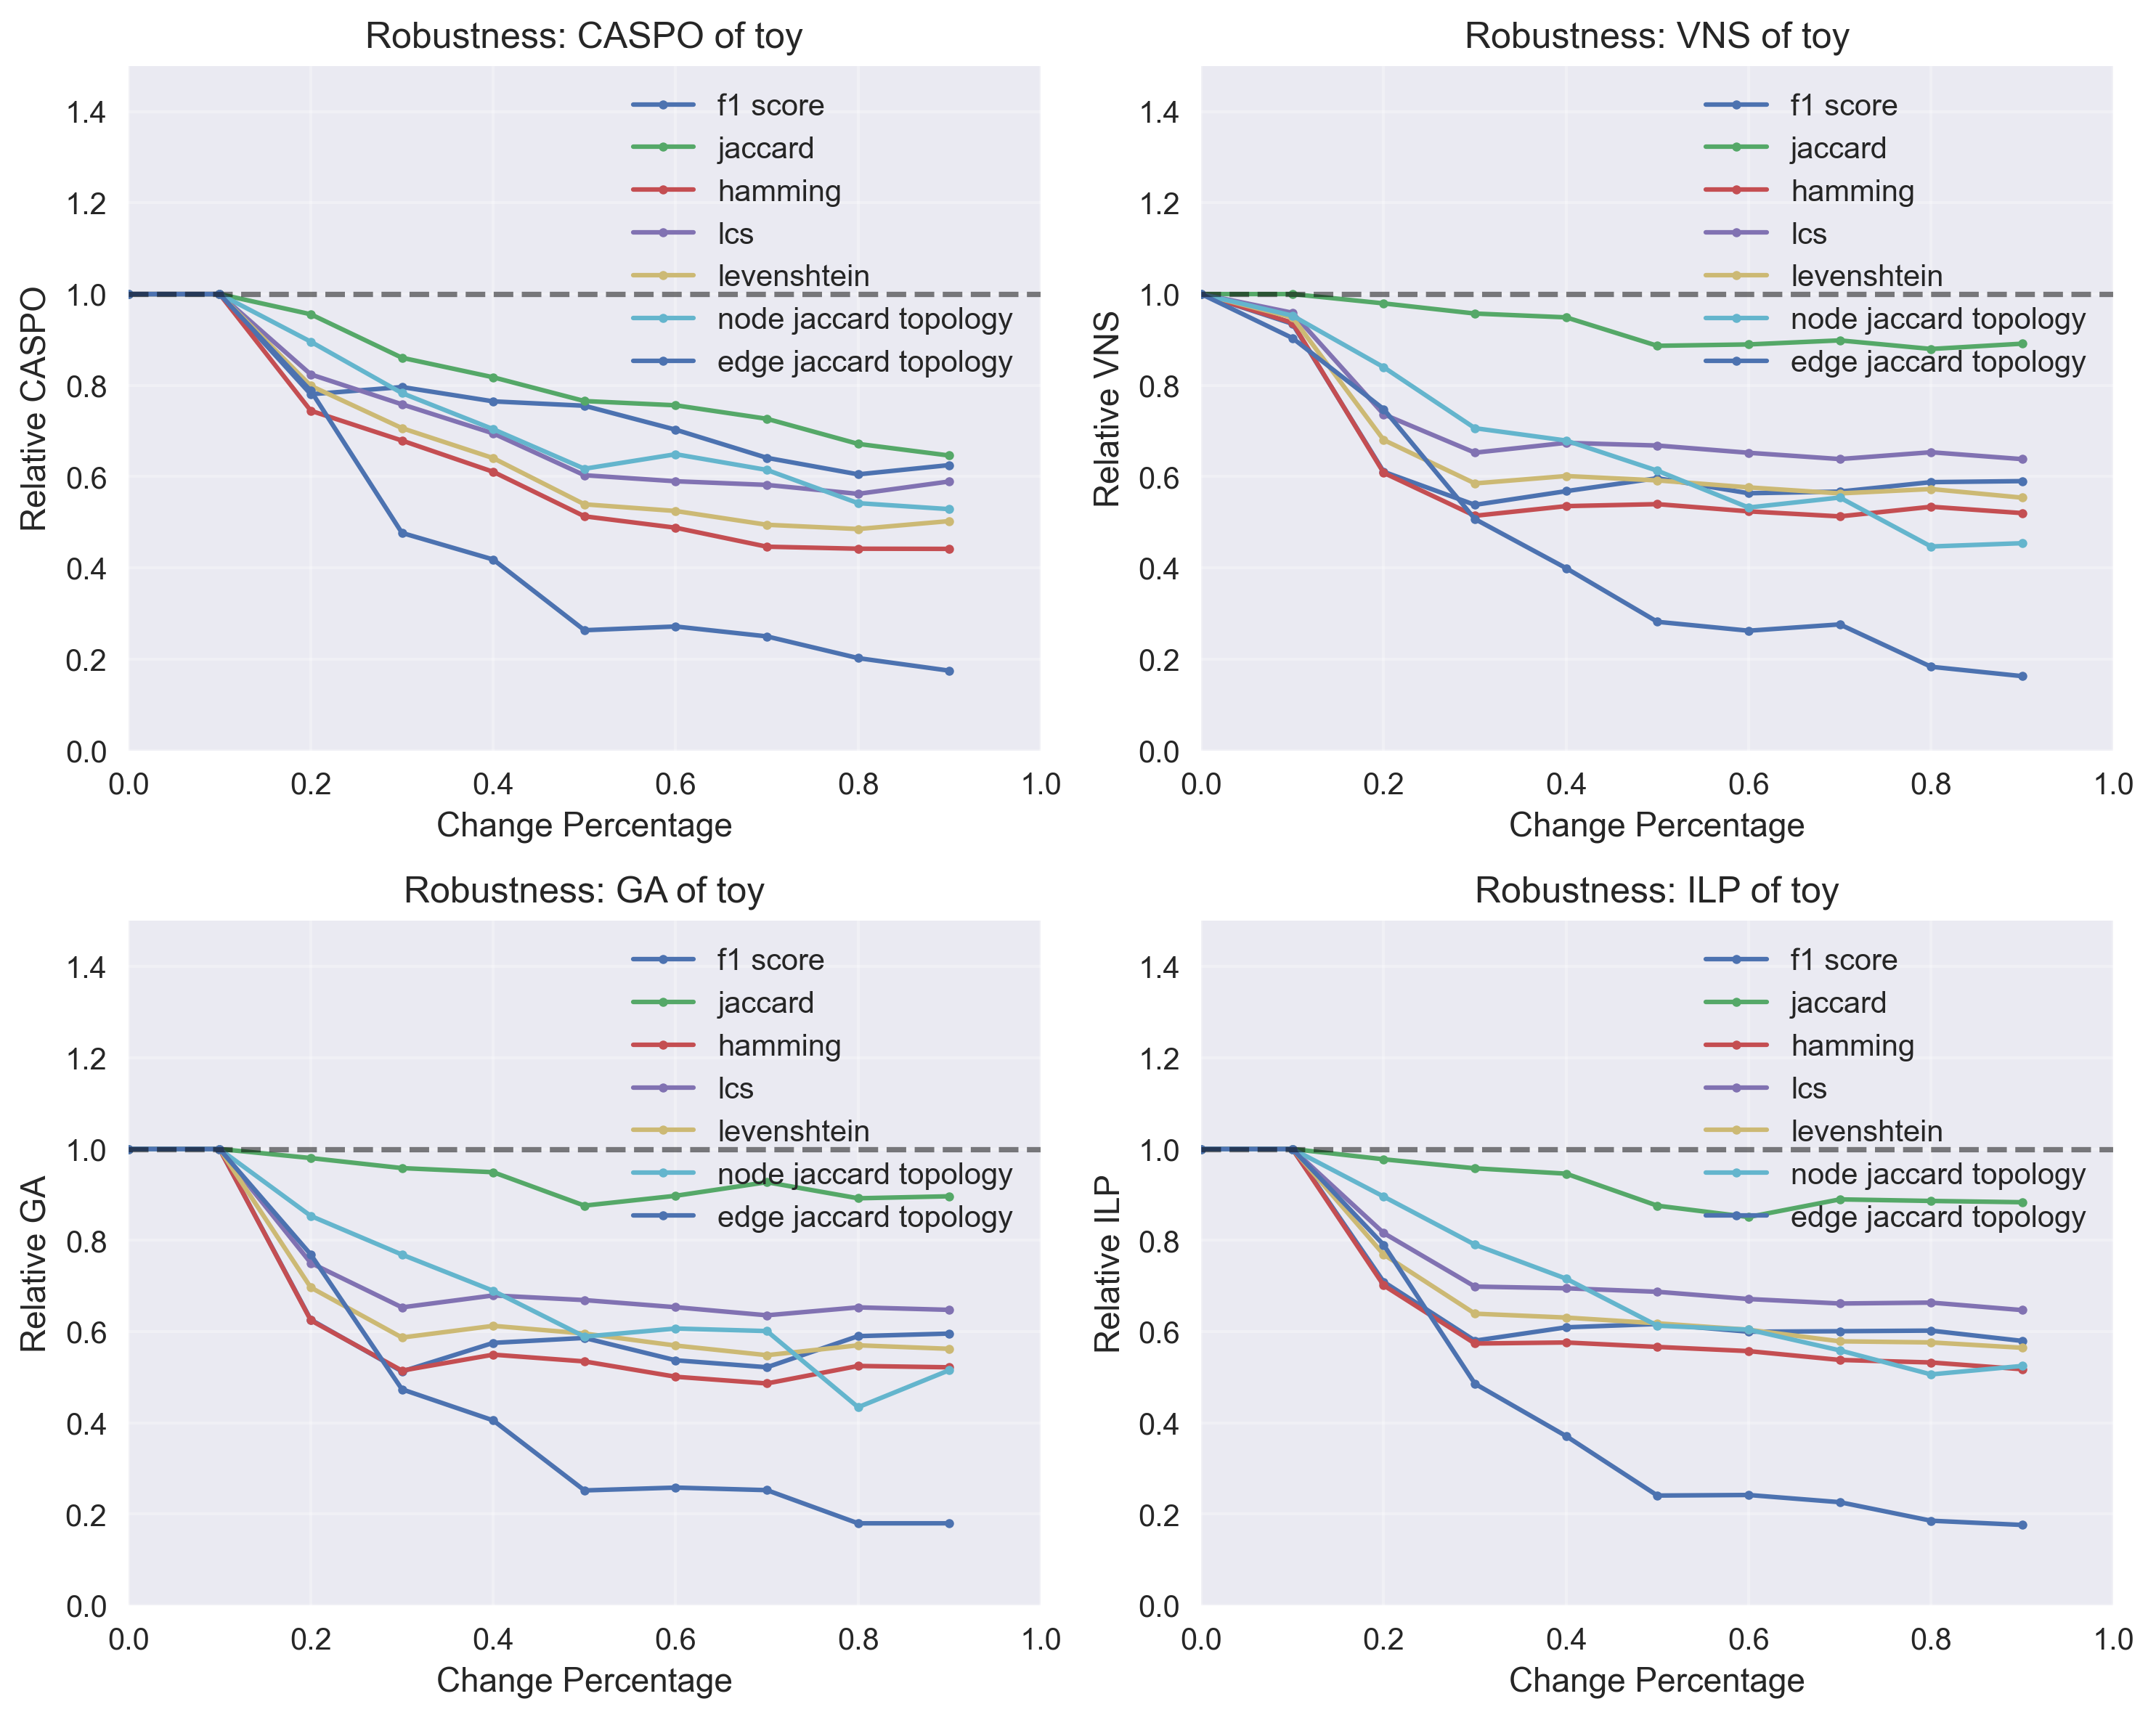 Robustness: CASPO of toy
1.4
1.2
1.0
0.8
0.6
0.4
0.2
0.0
Relative CASPO
f1 score
jaccard
hamming
lcs
levenshtein
node jaccard topology
edge jaccard topology
0.0 0.2 0.4 0.6 0.8 1.0
Change Percentage
Robustness: VNS of toy
1.4
1.2
1.0
0.8
0.6
0.4
0.2
0.0
Relative VNS
f1 score
jaccard
hamming
lcs
levenshtein
node jaccard topology
edge jaccard topology
0.0 0.2 0.4 0.6 0.8 1.0
Change Percentage
Robustness: GA of toy
1.4
1.2
1.0
0.8
0.6
0.4
0.2
0.0
Relative GA
f1 score
jaccard
hamming
lcs
levenshtein
node jaccard topology
edge jaccard topology
0.0 0.2 0.4 0.6 0.8 1.0
Change Percentage
Robustness: ILP of toy
1.4
1.2
1.0
0.8
0.6
0.4
0.2
0.0
Relative ILP
f1 score
jaccard
hamming
lcs
levenshtein
node jaccard topology
edge jaccard topology
0.0 0.2 0.4 0.6 0.8 1.0
Change Percentage